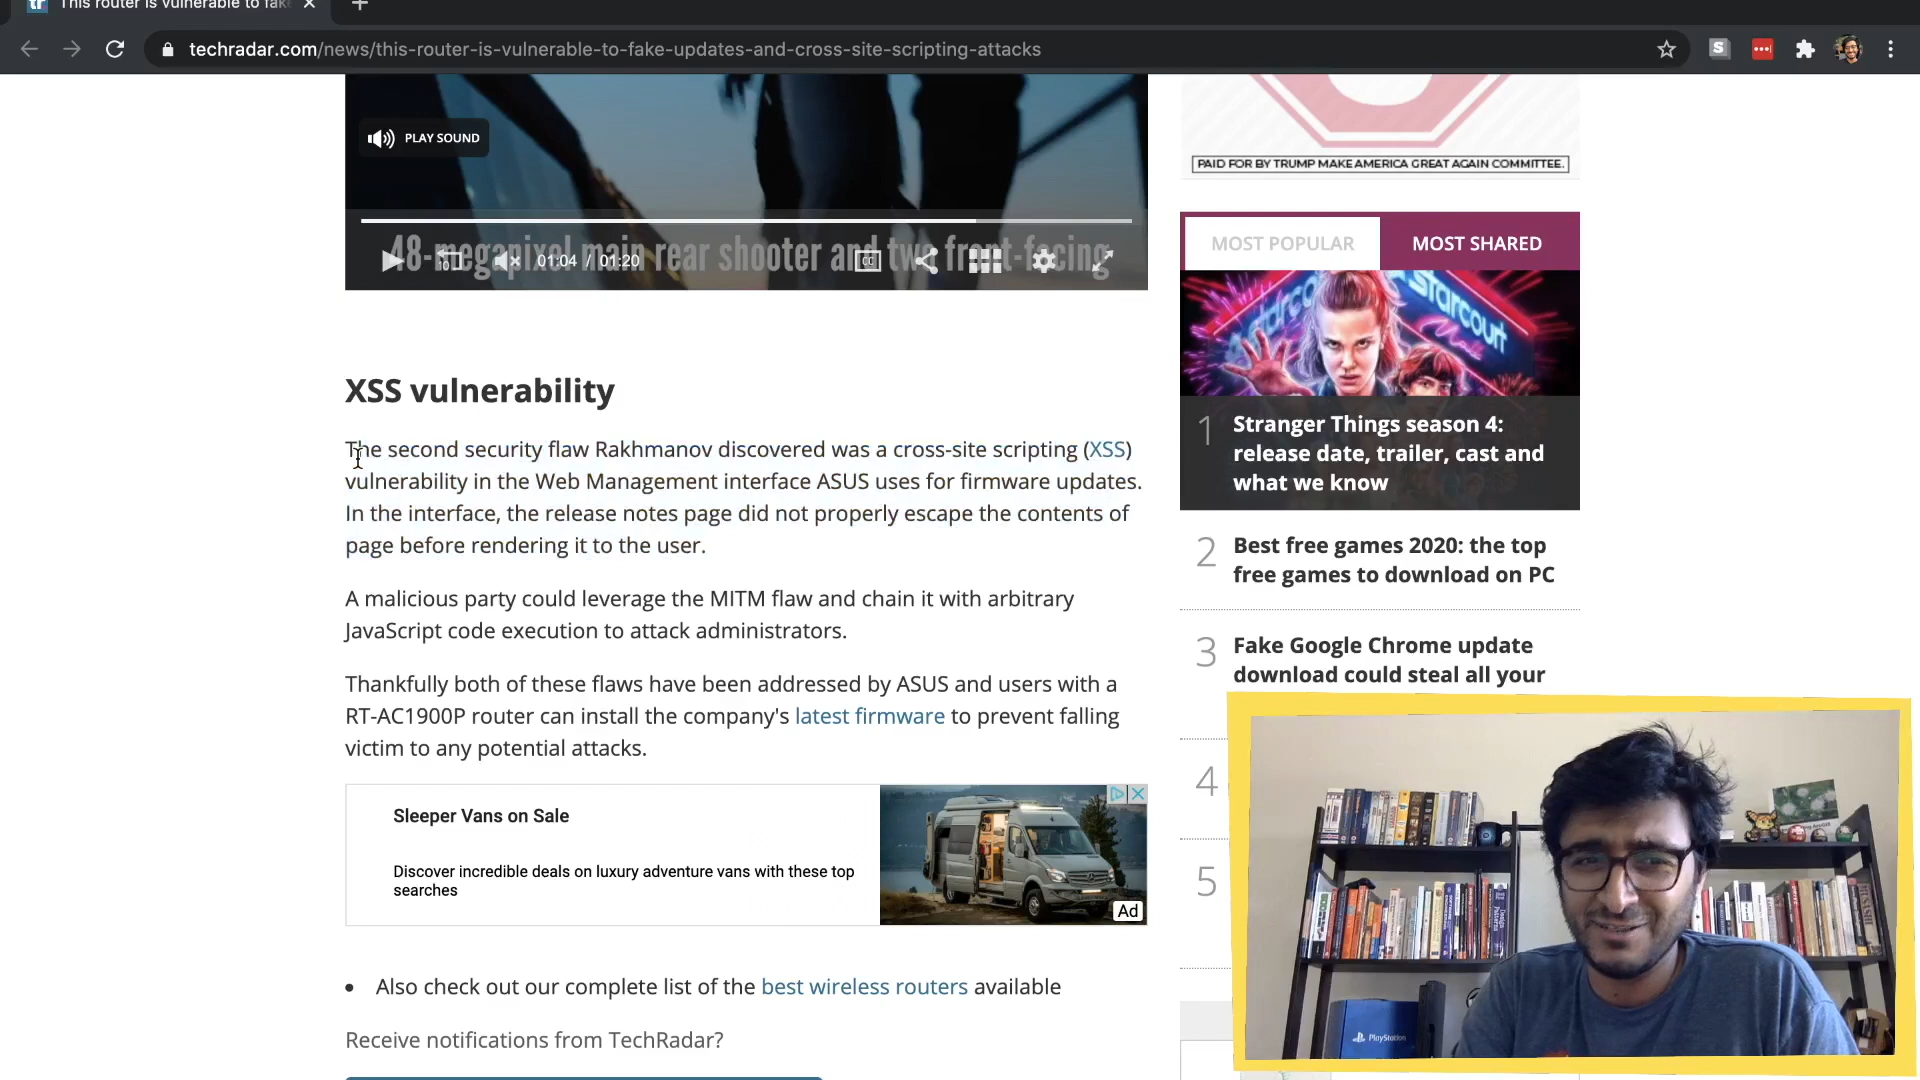 This router is vulnerable to fake
techradar.com/news/this-router-is-vulnerable-to-fake-updates-and-cross-site-scripting-attacks
PLAY SOUND
48-megapixel main rear shooter and two front-facing
01:04 / 01:20
PAID FOR BY TRUMP MAKE AMERICA GREAT AGAIN COMMITTEE.
MOST POPULAR
MOST SHARED
1
Stranger Things season 4:
release date, trailer, cast and
what we know
2
Best free games 2020: the top
free games to download on PC
3
Fake Google Chrome update
download could steal all your
4
5
XSS vulnerability
The second security flaw Rakhmanov discovered was a cross-site scripting (XSS)
vulnerability in the Web Management interface ASUS uses for firmware updates.
In the interface, the release notes page did not properly escape the contents of
page before rendering it to the user.
A malicious party could leverage the MITM flaw and chain it with arbitrary
JavaScript code execution to attack administrators.
Thankfully both of these flaws have been addressed by ASUS and users with a
RT-AC1900P router can install the company's latest firmware to prevent falling
victim to any potential attacks.
Sleeper Vans on Sale
Discover incredible deals on luxury adventure vans with these top
searches
Ad
• Also check out our complete list of the best wireless routers available
Receive notifications from TechRadar?
PlayStation